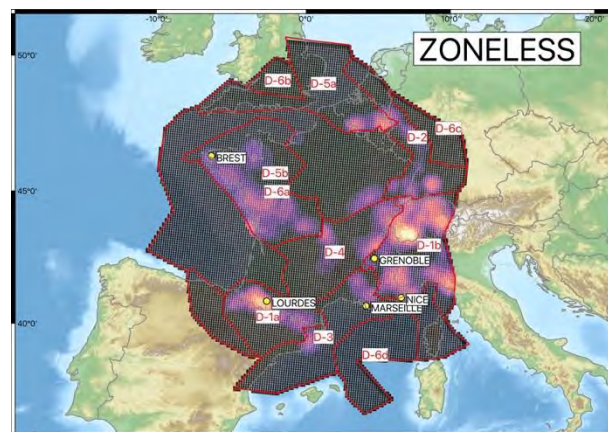 -10°0'
0°0'
10°0'
20°0'
50°0'
ZONELESS
D-6b
D-5a
D-2
D-6c
BREST
45°0'
D-5b
D-6a
D-4
D-1b
GRENOBLE
LOURDES
NICE
MARSEILLE
D-1a
40°0'
D-3
D-6d